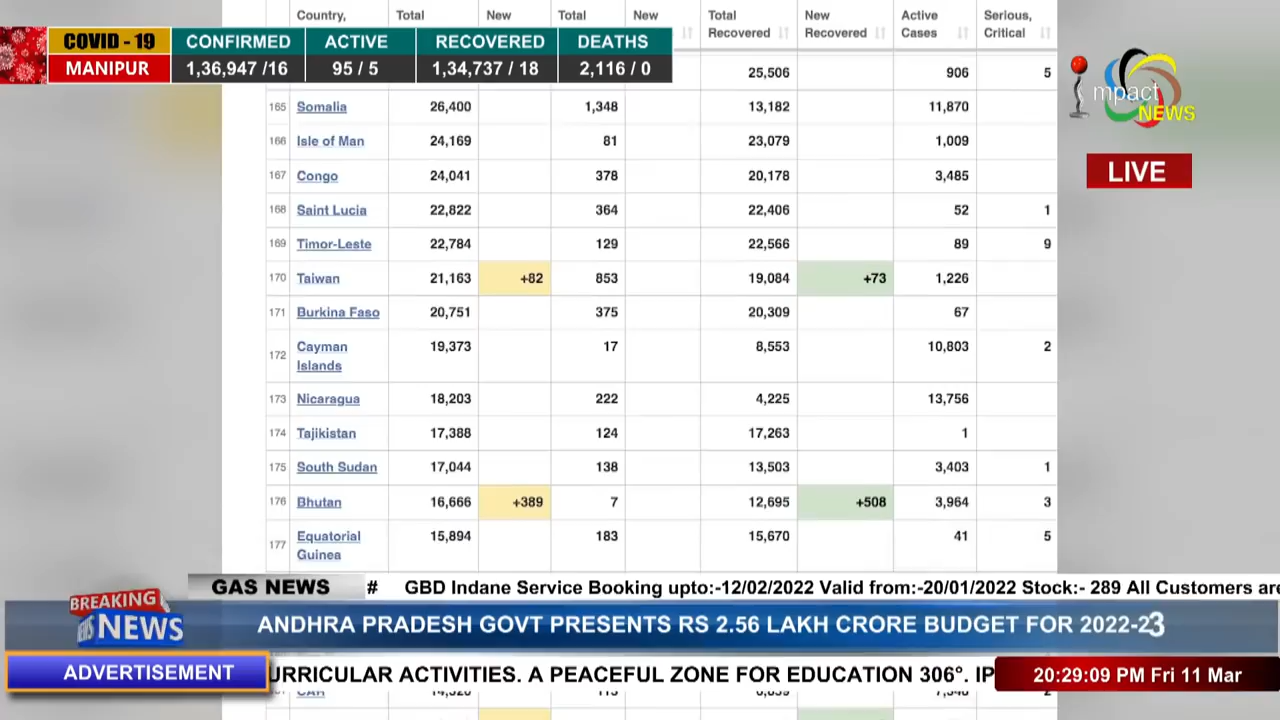 Country, Total New Total New Total Recovered New Recovered Active Cases Serious, Critical
COVID - 19 CONFIRMED ACTIVE RECOVERED DEATHS
MANIPUR 1,36,947 /16 95 / 5 1,34,737 / 18 2,116 / 0
25,506 906 5
165 Somalia 26,400 1,348 13,182 11,870
166 Isle of Man 24,169 81 23,079 1,009
167 Congo 24,041 378 20,178 3,485
168 Saint Lucia 22,822 364 22,406 52 1
169 Timor-Leste 22,784 129 22,566 89 9
170 Taiwan 21,163 +82 853 19,084 +73 1,226
171 Burkina Faso 20,751 375 20,309 67
172 Cayman Islands 19,373 17 8,553 10,803 2
173 Nicaragua 18,203 222 4,225 13,756
174 Tajikistan 17,388 124 17,263 1
175 South Sudan 17,044 138 13,503 3,403 1
176 Bhutan 16,666 +389 7 12,695 +508 3,964 3
177 Equatorial Guinea 15,894 183 15,670 41 5
impact
NEWS
LIVE
GAS NEWS # GBD Indane Service Booking upto:-12/02/2022 Valid from:-20/01/2022 Stock:- 289 All Customers are
BREAKING
NEWS
ANDHRA PRADESH GOVT PRESENTS RS 2.56 LAKH CRORE BUDGET FOR 2022-23
ADVERTISEMENT URRICULAR ACTIVITIES. A PEACEFUL ZONE FOR EDUCATION 306°. IP 20:29:09 PM Fri 11 Mar